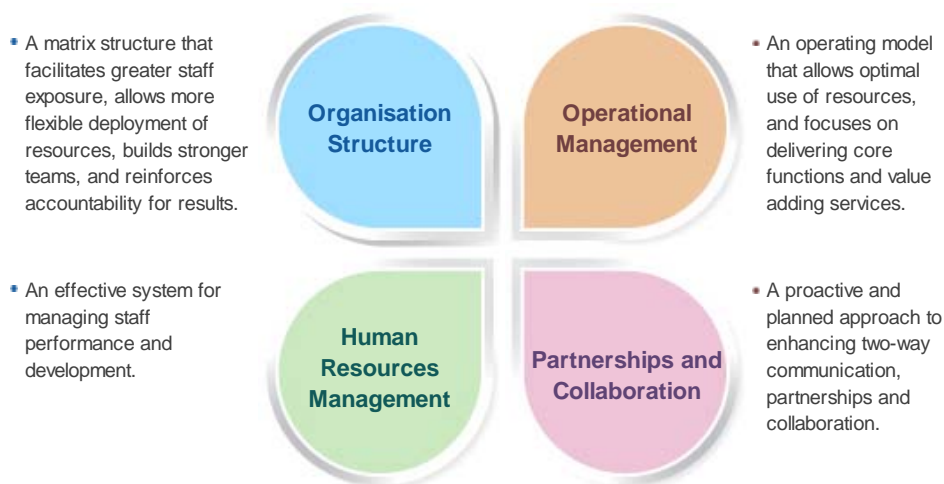 • A matrix structure that
facilitates greater staff
exposure, allows more
flexible deployment of
resources, builds stronger
teams, and reinforces
accountability for results.
Organisation
Structure
Operational
Management
• An operating model
that allows optimal
use of resources,
and focuses on
delivering core
functions and value
adding services.
• An effective system for
managing staff
performance and
development.
Human
Resources
Management
Partnerships and
Collaboration
• A proactive and
planned approach to
enhancing two-way
communication,
partnerships and
collaboration.